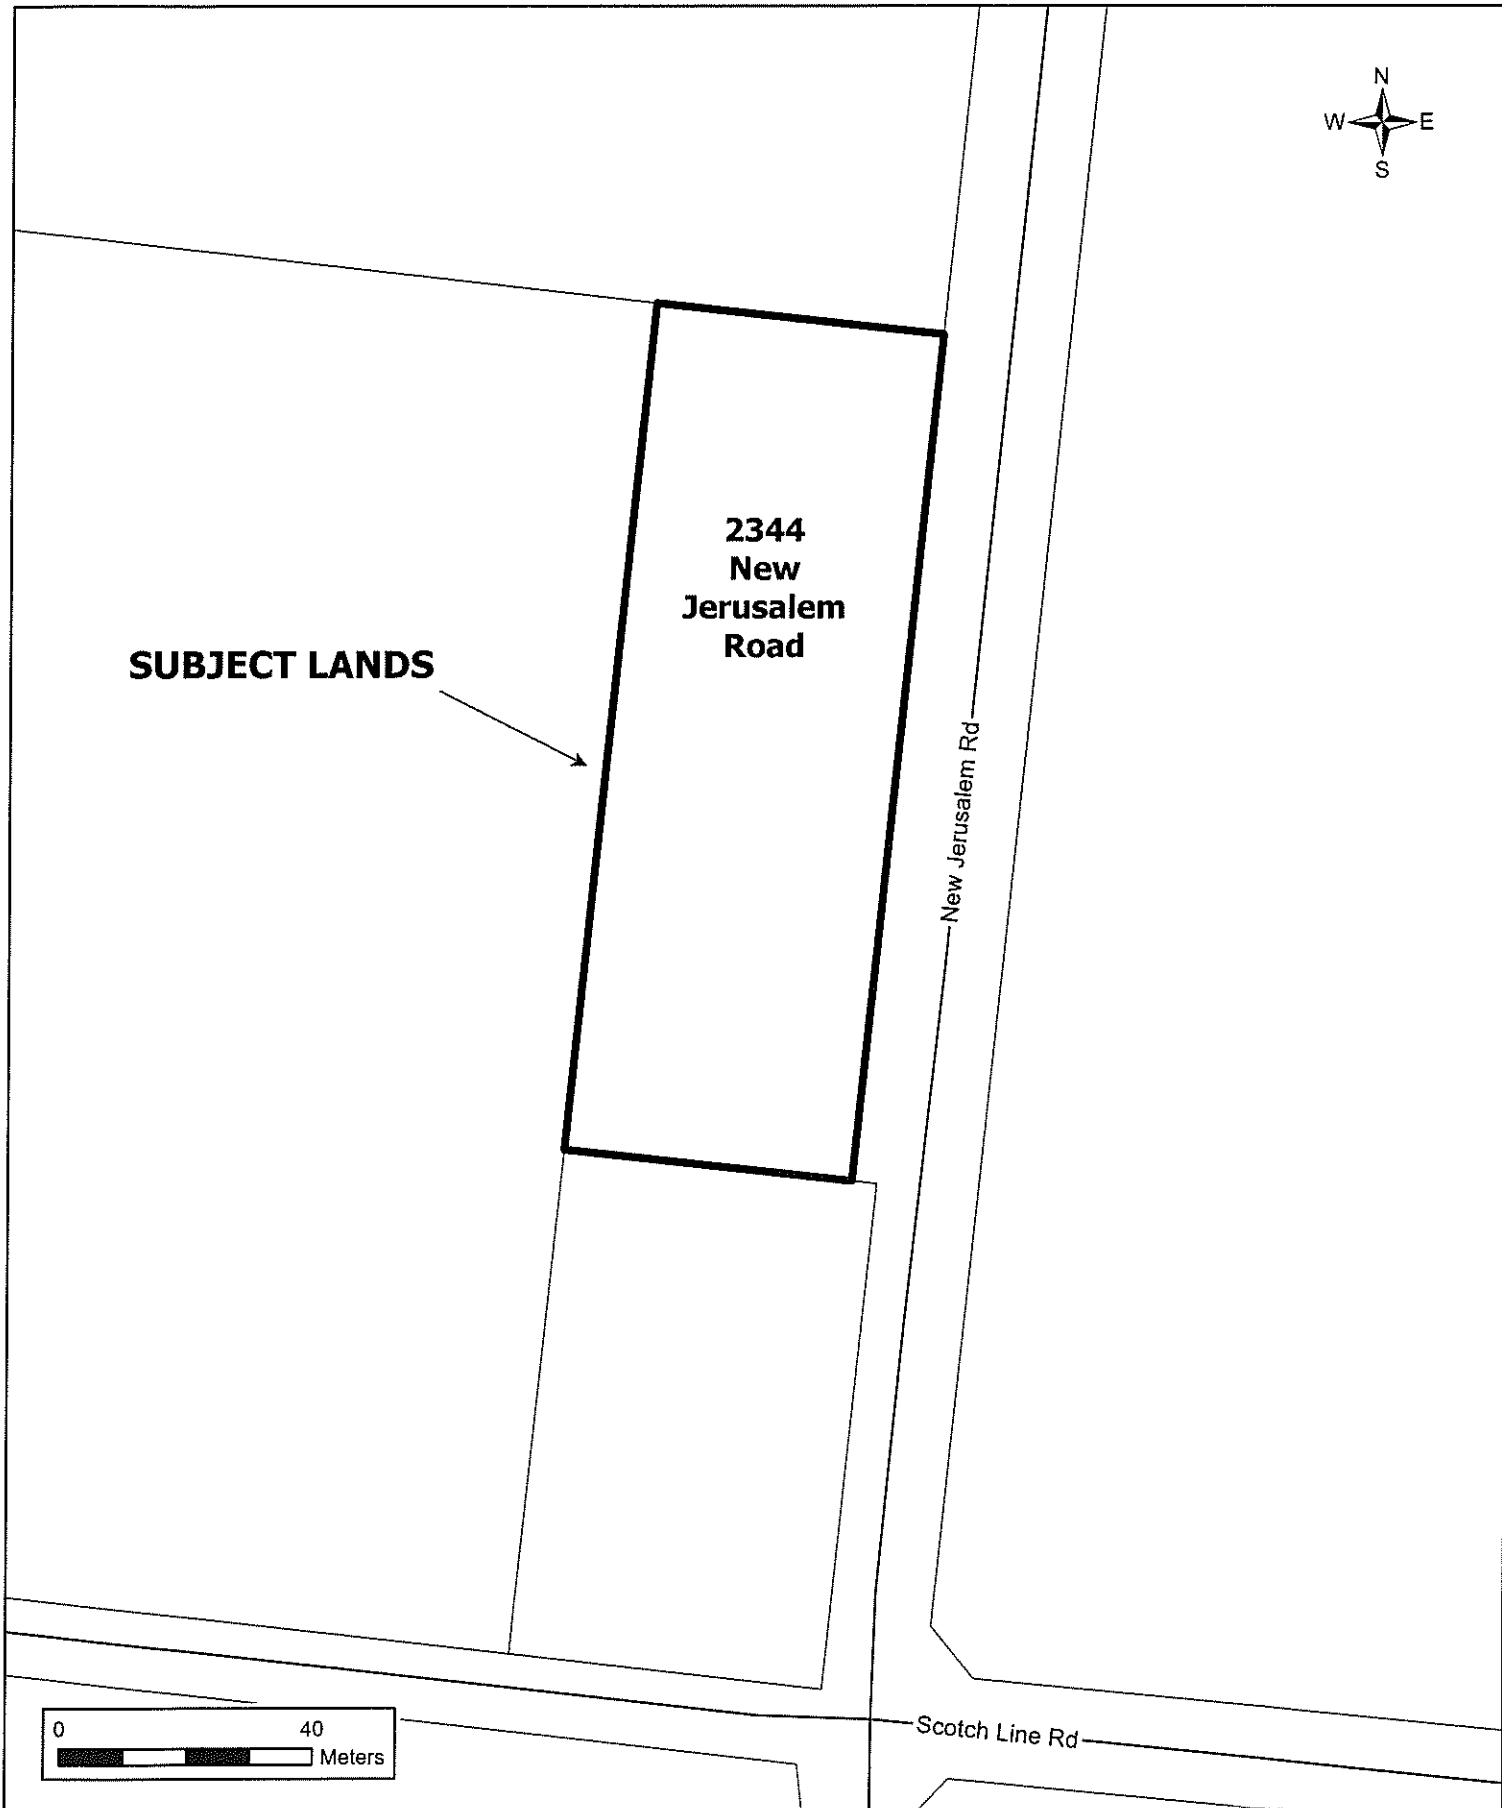 N
W E
S
2344
New
Jerusalem
Road
SUBJECT LANDS
New Jerusalem Rd
Scotch Line Rd
0 40
Meters